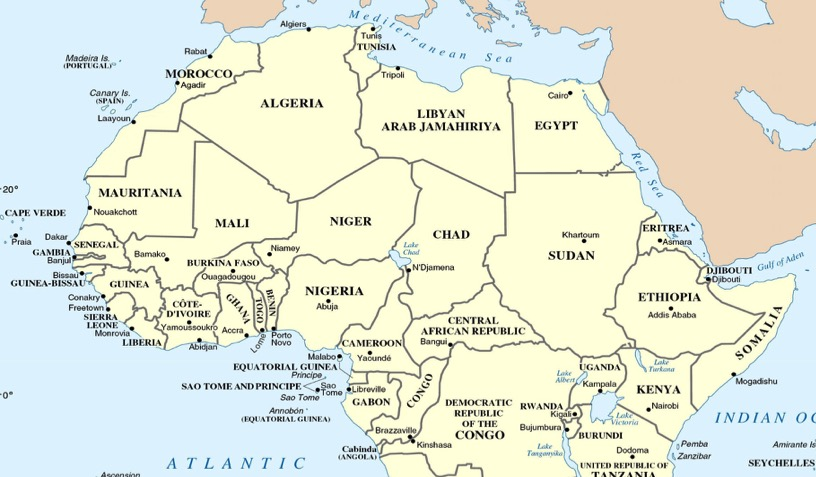 Mediterranean Sea
Algiers
Tunis
TUNISIA
Rabat
Madeira Is.
(PORTUGAL)
MOROCCO
Agadir
Tripoli
Canary Is.
(SPAIN)
ALGERIA
Cairo
Laayoun
LIBYAN
ARAB JAMAHIRIYA
EGYPT
Red Sea
20°
MAURITANIA
Nouakchott
CAPE VERDE
Praia
MALI
NIGER
CHAD
Khartoum
SUDAN
ERITREA
Asmara
Dakar
SENEGAL
GAMBIA
Banjul
Bamako
Niamey
Lake
Chad
BURKINA FASO
Ouagadougou
N'Djamena
DJIBOUTI
Djibouti
Gulf of Aden
Bissau
GUINEA-BISSAU
GUINEA
Conakry
Freetown
SIERRA
LEONE
Monrovia
LIBERIA
CÔTE-
D'IVOIRE
Yamoussoukro
Abidjan
GHANA
Accra
TOGO
Lome
BENIN
Porto
Novo
NIGERIA
Abuja
ETHIOPIA
Addis Ababa
SOMALIA
CENTRAL
AFRICAN REPUBLIC
Bangui
CAMEROON
Yaoundé
Malabo
EQUATORIAL GUINEA
Principe
SAO TOME AND PRINCIPE
Sao
Tome
Sao Tome
Libreville
GABON
CONGO
Annobón
(EQUATORIAL GUINEA)
0°
DEMOCRATIC
REPUBLIC
OF THE
CONGO
Brazzaville
Kinshasa
Cabinda
(ANGOLA)
UGANDA
Lake
Albert
Kampala
Lake
Turkana
KENYA
Nairobi
Mogadishu
RWANDA
Kigali
Lake
Victoria
Bujumbura
BURUNDI
Lake
Tanganyika
Dodoma
UNITED REPUBLIC OF
TANZANIA
Pemba
Zanzibar
INDIAN OC
Amirante Is
SEYCHELLES
ATLANTIC
Ascension